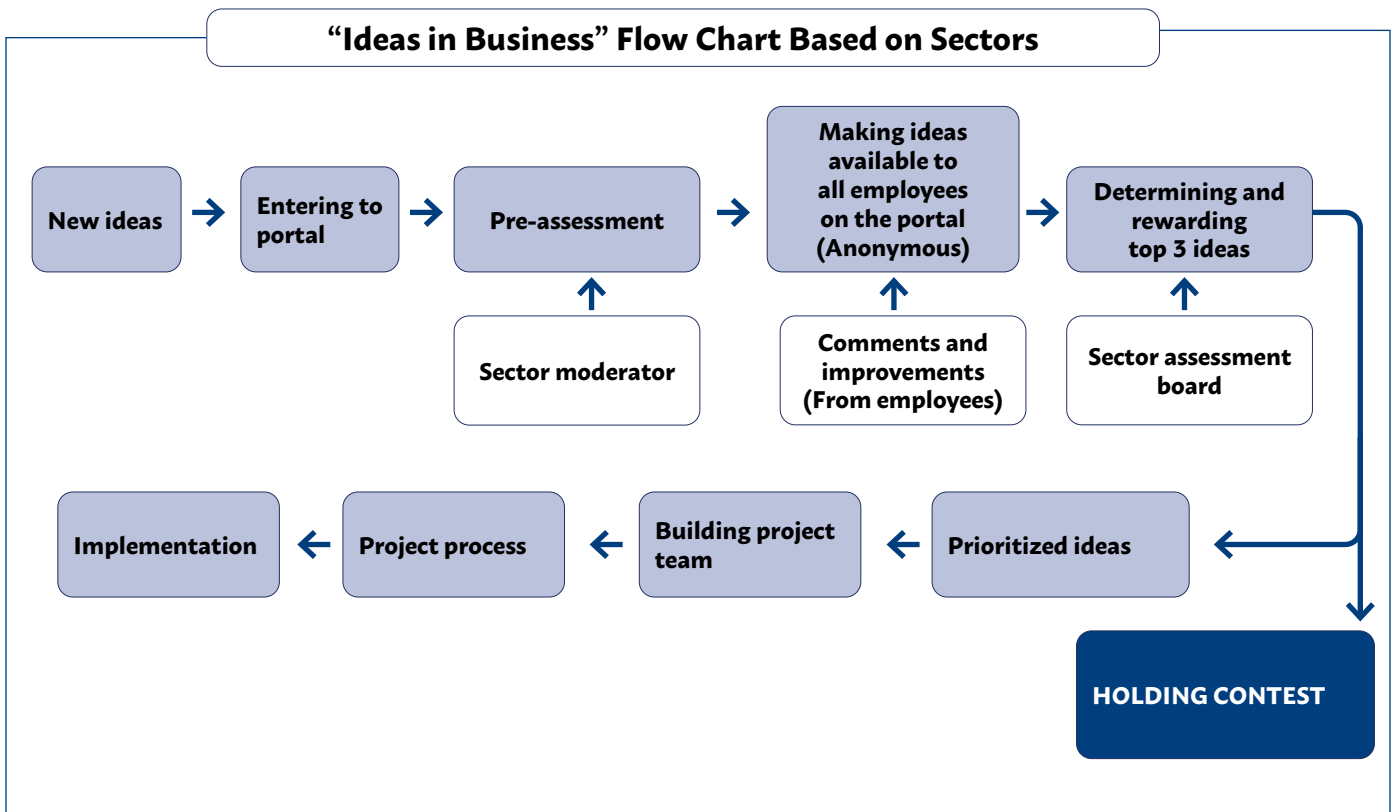 “Ideas in Business” Flow Chart Based on Sectors
New ideas
Entering to
portal
Pre-assessment
Making ideas
available to
all employees
on the portal
(Anonymous)
Determining and
rewarding
top 3 ideas
Sector moderator
Comments and
improvements
(From employees)
Sector assessment
board
Implementation
Project process
Building project
team
Prioritized ideas
HOLDING CONTEST